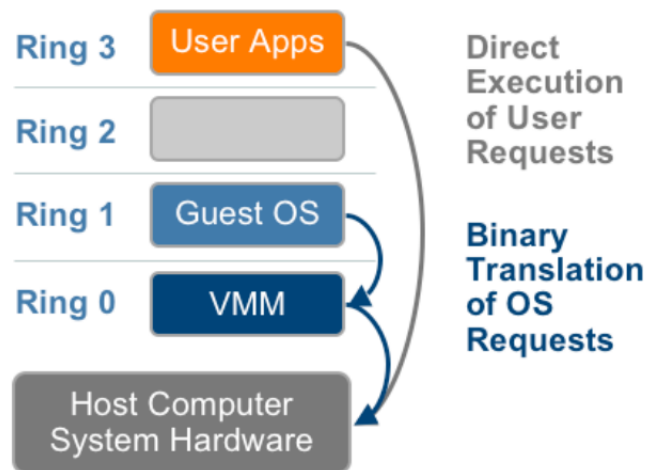 Ring 3
User Apps
Ring 2
Ring 1
Guest OS
Ring 0
VMM
Host Computer
System Hardware
Direct
Execution
of User
Requests
Binary
Translation
of OS
Requests